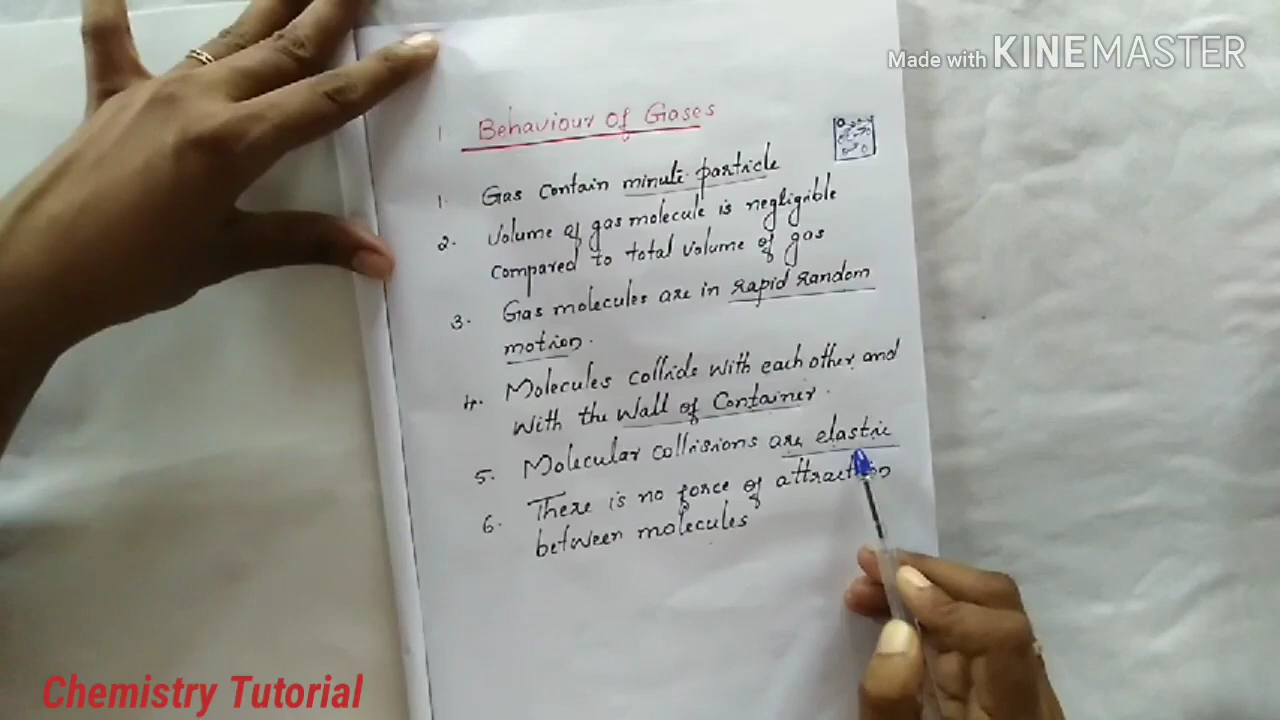 Made with KINEMASTER
1. Behaviour of Gases
1. Gas contain minute particle
2. Volume of gas molecule is negligible
compared to total volume of gas
3. Gas molecules are in rapid random
motion.
4. Molecules collide with each other and
with the wall of container.
5. Molecular collisions are elastic
6. There is no force of attraction
between molecules
Chemistry Tutorial